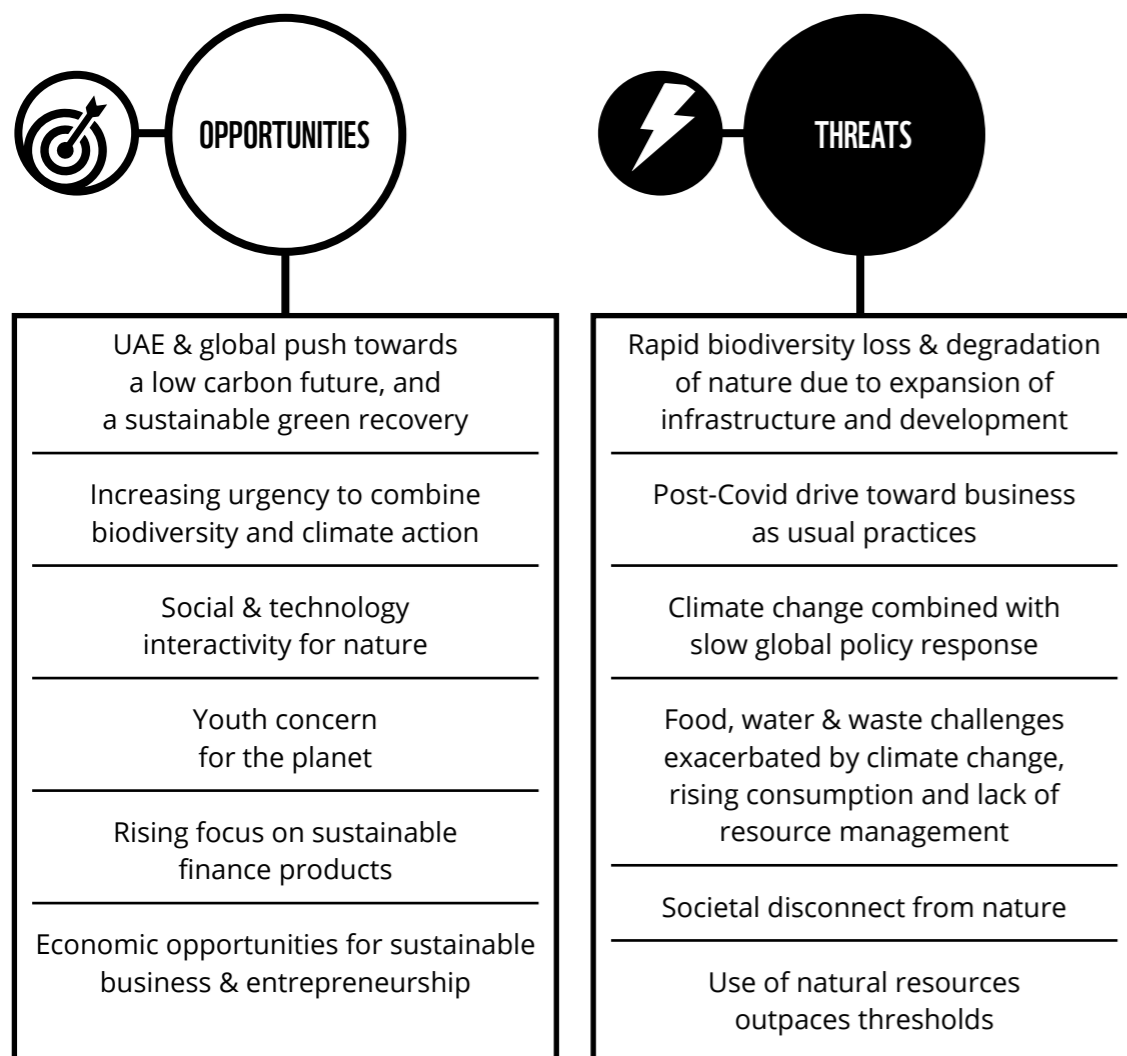 OPPORTUNITIES
UAE & global push towards
a low carbon future, and
a sustainable green recovery
Increasing urgency to combine
biodiversity and climate action
Social & technology
interactivity for nature
Youth concern
for the planet
Rising focus on sustainable
finance products
Economic opportunities for sustainable
business & entrepreneurship
THREATS
Rapid biodiversity loss & degradation
of nature due to expansion of
infrastructure and development
Post-Covid drive toward business
as usual practices
Climate change combined with
slow global policy response
Food, water & waste challenges
exacerbated by climate change,
rising consumption and lack of
resource management
Societal disconnect from nature
Use of natural resources
outpaces thresholds